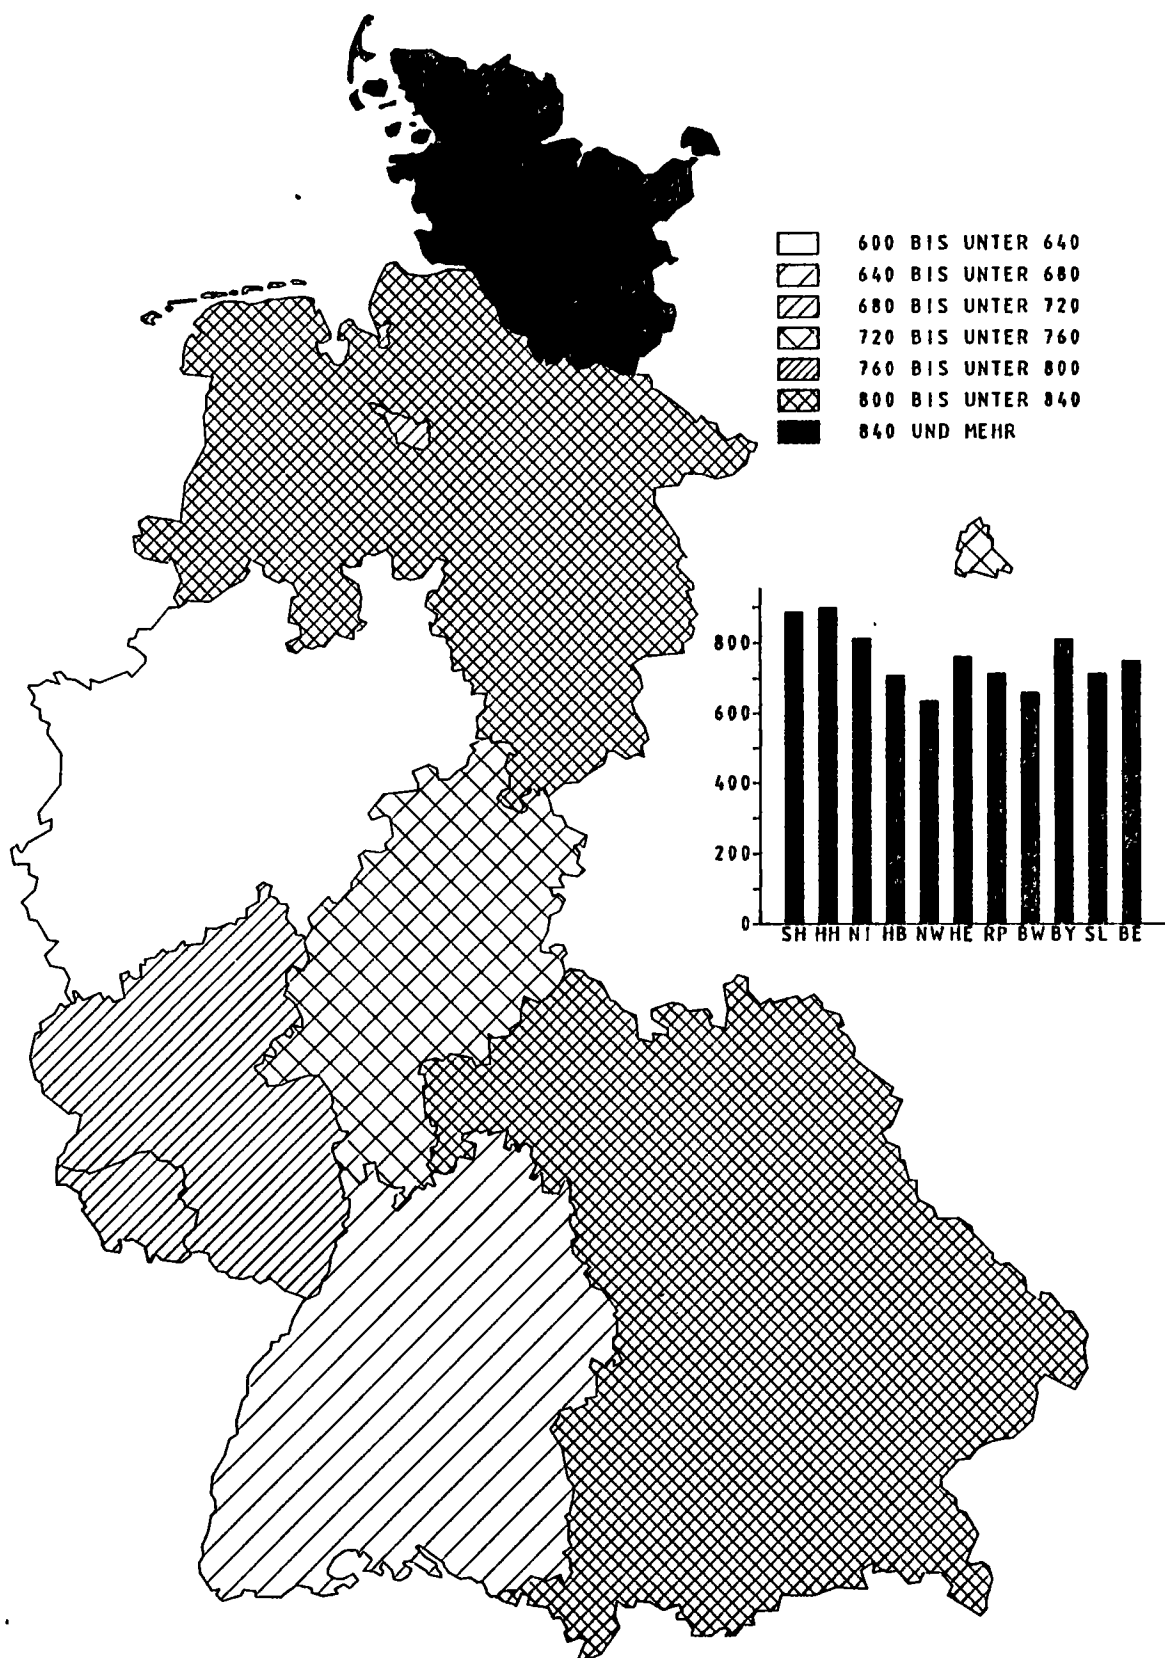 600 BIS UNTER 640
640 BIS UNTER 680
680 BIS UNTER 720
720 BIS UNTER 760
760 BIS UNTER 800
800 BIS UNTER 840
840 UND MEHR
800
600
400
200
0
SH HH NI HB NW HE RP BW BY SL BE